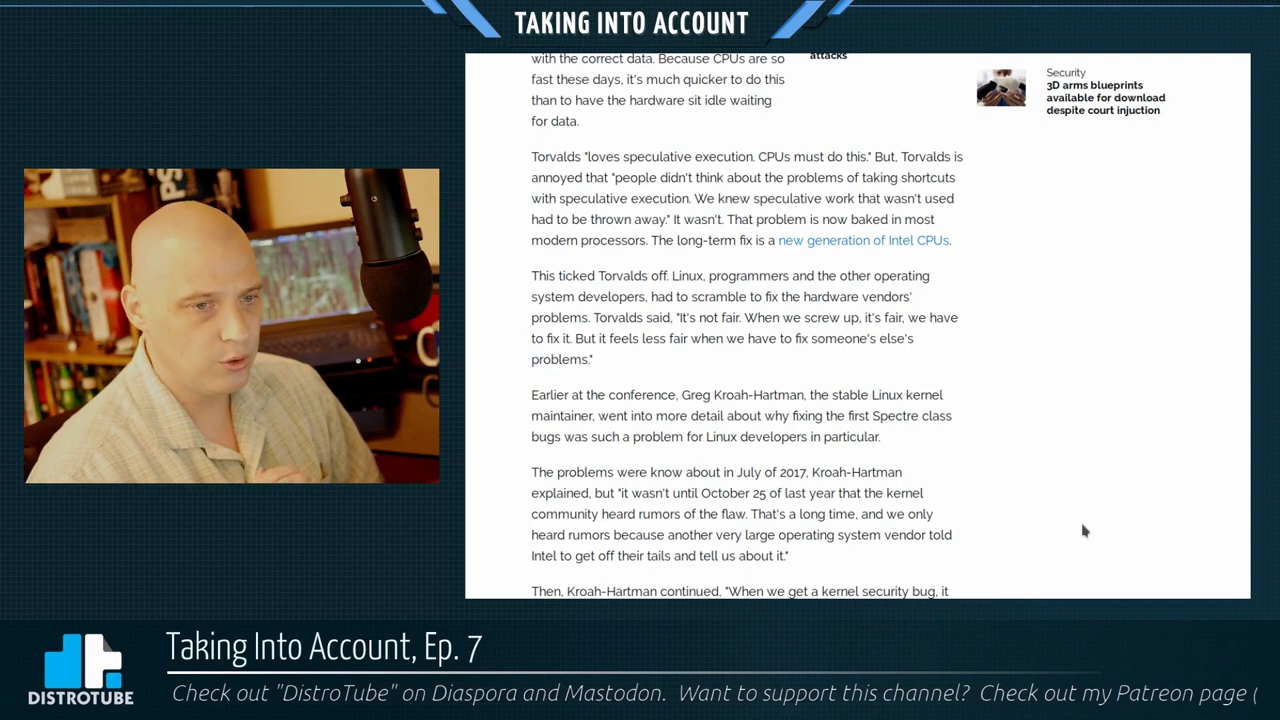 TAKING INTO ACCOUNT
with the correct data. Because CPUs are so
fast these days, it's much quicker to do this
than to have the hardware sit idle waiting
for data.
attacks
Security
3D arms blueprints
available for download
despite court injuction
Torvalds "loves speculative execution. CPUs must do this." But, Torvalds is
annoyed that "people didn't think about the problems of taking shortcuts
with speculative execution. We knew speculative work that wasn't used
had to be thrown away." It wasn't. That problem is now baked in most
modern processors. The long-term fix is a new generation of Intel CPUs.
This ticked Torvalds off. Linux, programmers and the other operating
system developers, had to scramble to fix the hardware vendors'
problems. Torvalds said, "It's not fair. When we screw up, it's fair, we have
to fix it. But it feels less fair when we have to fix someone's else's
problems."
Earlier at the conference, Greg Kroah-Hartman, the stable Linux kernel
maintainer, went into more detail about why fixing the first Spectre class
bugs was such a problem for Linux developers in particular.
The problems were know about in July of 2017, Kroah-Hartman
explained, but "it wasn't until October 25 of last year that the kernel
community heard rumors of the flaw. That's a long time, and we only
heard rumors because another very large operating system vendor told
Intel to get off their tails and tell us about it."
Then, Kroah-Hartman continued, "When we get a kernel security bug, it
Taking Into Account, Ep. 7
DISTROTUBE
Check out "DistroTube" on Diaspora and Mastodon. Want to support this channel? Check out my Patreon page (